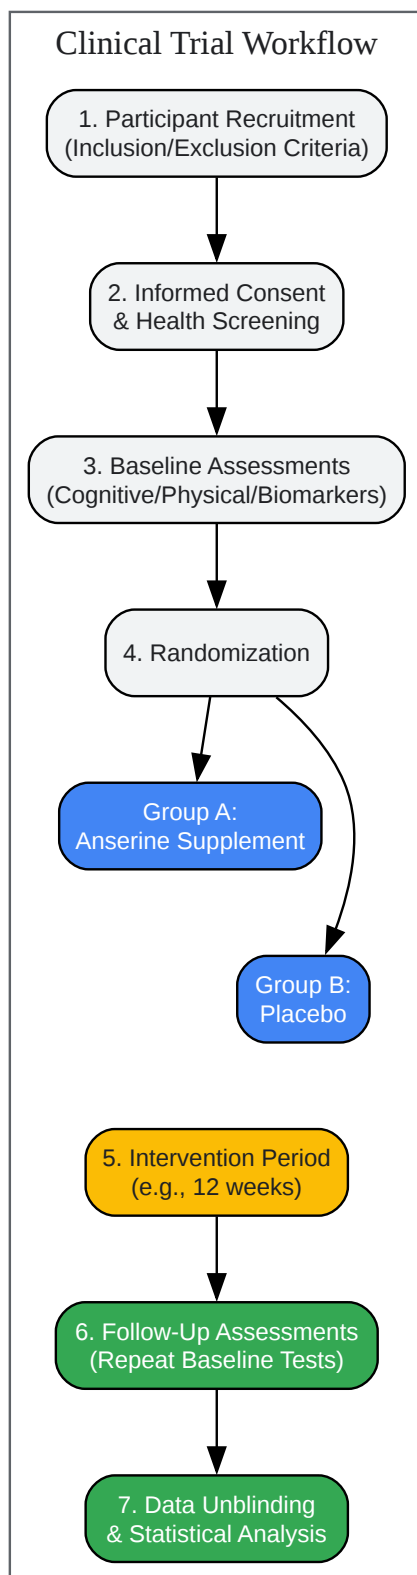 Clinical Trial Workflow
1. Participant Recruitment
(Inclusion/Exclusion Criteria)
2. Informed Consent
& Health Screening
3. Baseline Assessments
(Cognitive/Physical/Biomarkers)
4. Randomization
Group A:
Anserine Supplement
Group B:
Placebo
5. Intervention Period
(e.g., 12 weeks)
6. Follow-Up Assessments
(Repeat Baseline Tests)
7. Data Unblinding
& Statistical Analysis